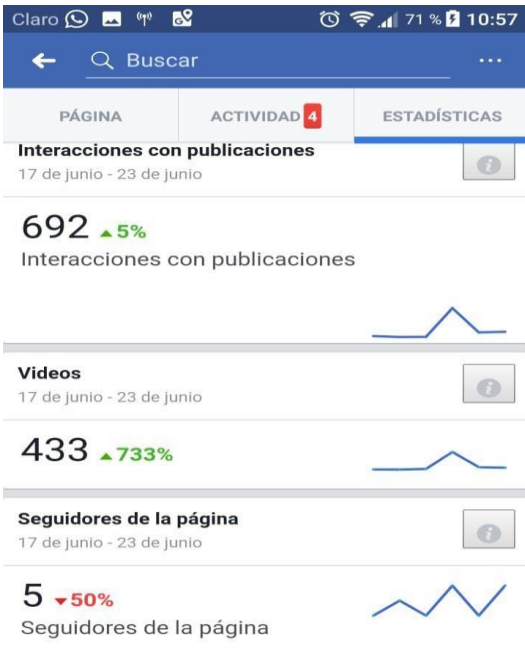 Claro 71 % 10:57
Buscar
PÁGINA ACTIVIDAD 4 ESTADÍSTICAS
Interacciones con publicaciones
17 de junio - 23 de junio
692 5%
Interacciones con publicaciones
Videos
17 de junio - 23 de junio
433 733%
Seguidores de la página
17 de junio - 23 de junio
5 50%
Seguidores de la página